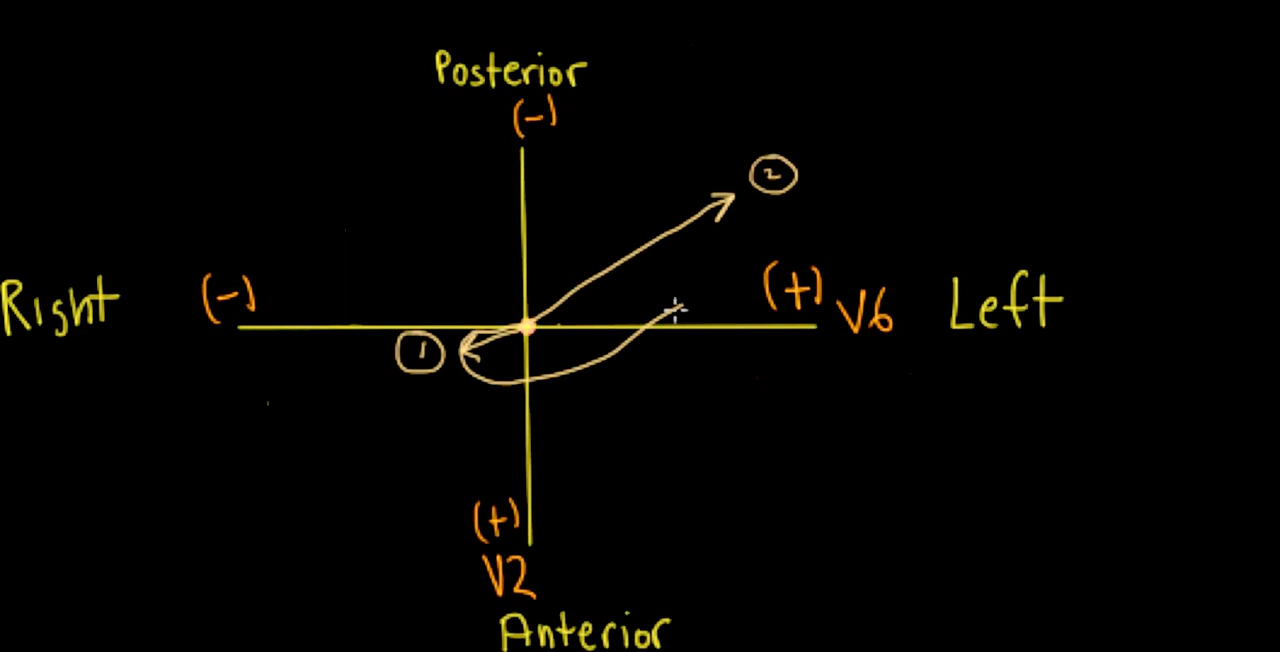 Posterior
(-)
②
Right (-) (+) V6 Left
①
(+)
V2
Anterior